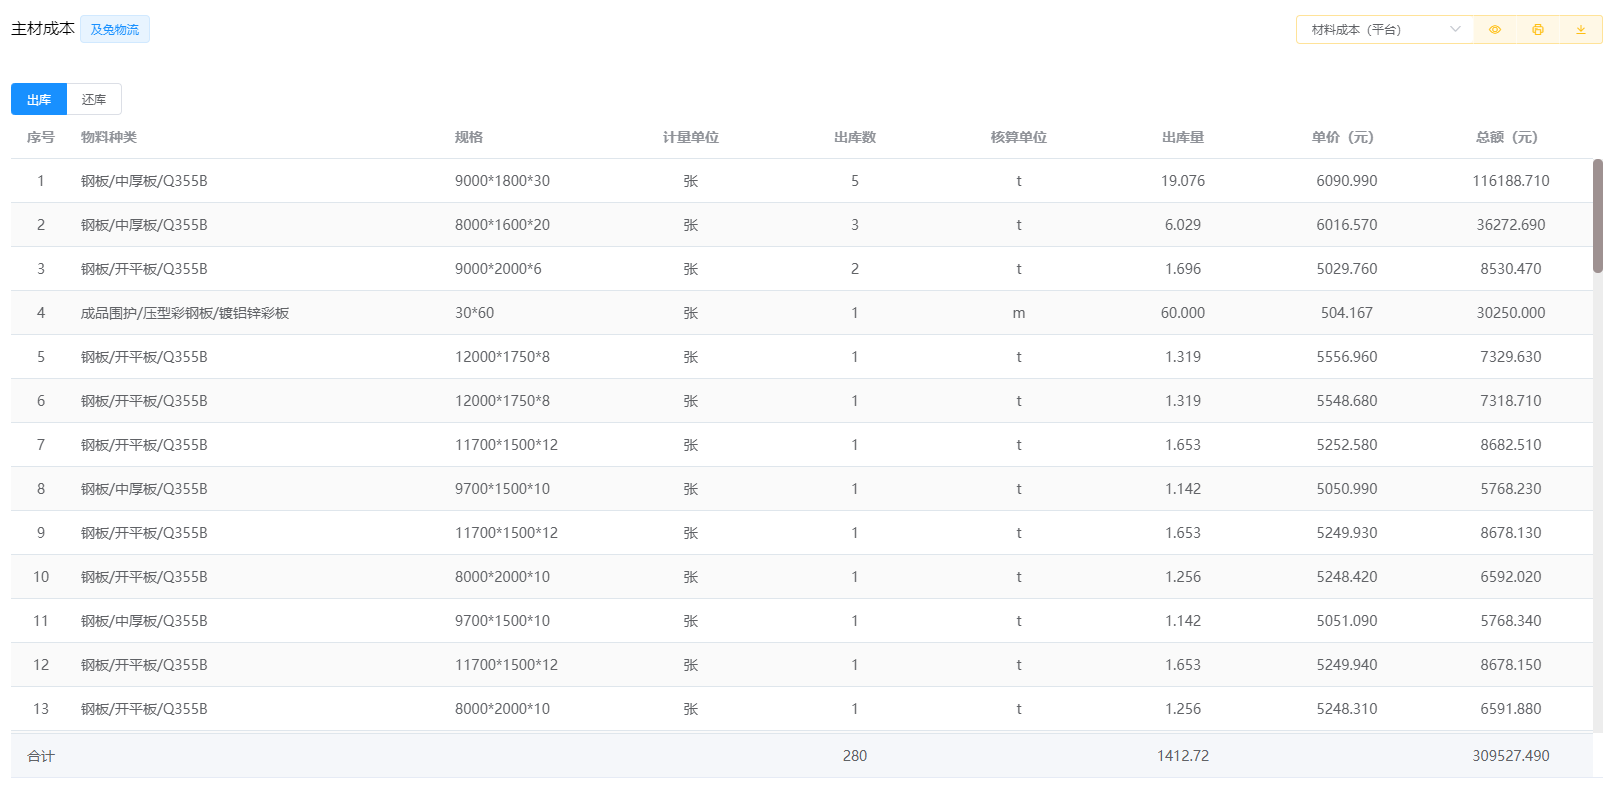 主材成本 及免物流 材料成本（平台）
出库 还库
序号 物料种类 规格 计量单位 出库数 核算单位 出库量 单价（元） 总额（元）
1 钢板/中厚板/Q355B 9000*1800*30 张 5 t 19.076 6090.990 116188.710
2 钢板/中厚板/Q355B 8000*1600*20 张 3 t 6.029 6016.570 36272.690
3 钢板/开平板/Q355B 9000*2000*6 张 2 t 1.696 5029.760 8530.470
4 成品围护/压型彩钢板/镀铝锌彩板 30*60 张 1 m 60.000 504.167 30250.000
5 钢板/开平板/Q355B 12000*1750*8 张 1 t 1.319 5556.960 7329.630
6 钢板/开平板/Q355B 12000*1750*8 张 1 t 1.319 5548.680 7318.710
7 钢板/开平板/Q355B 11700*1500*12 张 1 t 1.653 5252.580 8682.510
8 钢板/中厚板/Q355B 9700*1500*10 张 1 t 1.142 5050.990 5768.230
9 钢板/开平板/Q355B 11700*1500*12 张 1 t 1.653 5249.930 8678.130
10 钢板/开平板/Q355B 8000*2000*10 张 1 t 1.256 5248.420 6592.020
11 钢板/中厚板/Q355B 9700*1500*10 张 1 t 1.142 5051.090 5768.340
12 钢板/开平板/Q355B 11700*1500*12 张 1 t 1.653 5249.940 8678.150
13 钢板/开平板/Q355B 8000*2000*10 张 1 t 1.256 5248.310 6591.880
合计 280 1412.72 309527.490